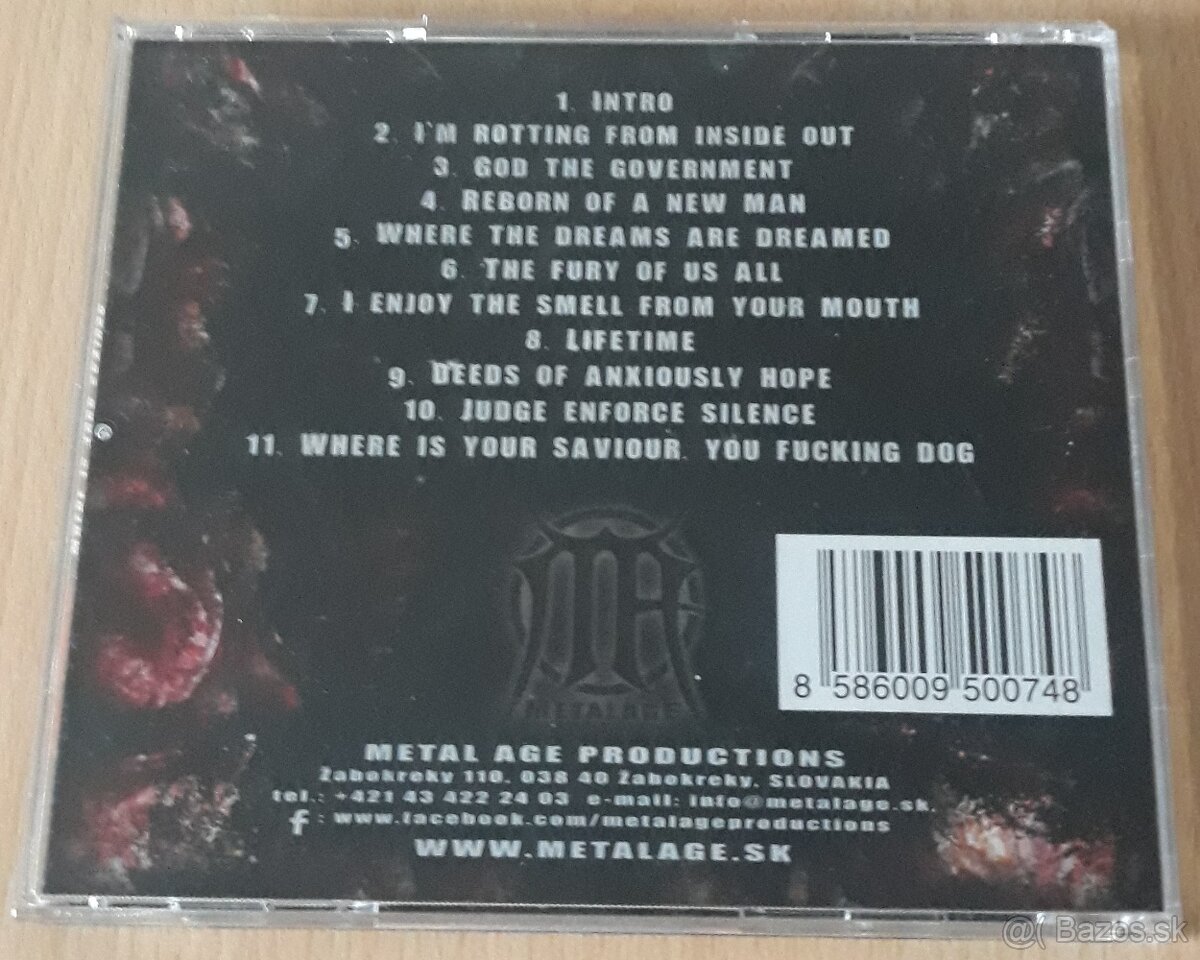 1. Intro
2. I'm rotting from inside out
3. God the government
4. Reborn of a new man
5. Where the dreams are dreamed
6. The fury of us all
7. I enjoy the smell from your mouth
8. Lifetime
9. Deeds of anxiously hope
10. Judge enforce silence
11. Where is your saviour. you fucking dog
METALAGE
8 586009 500748
METAL AGE PRODUCTIONS
Žabokreky 110, 038 40 Žabokreky, SLOVAKIA
tel.: +421 43 422 24 03 e-mail: info@metalage.sk,
f : www.facebook.com/metalageproductions
WWW.METALAGE.SK
@( Bazos.sk